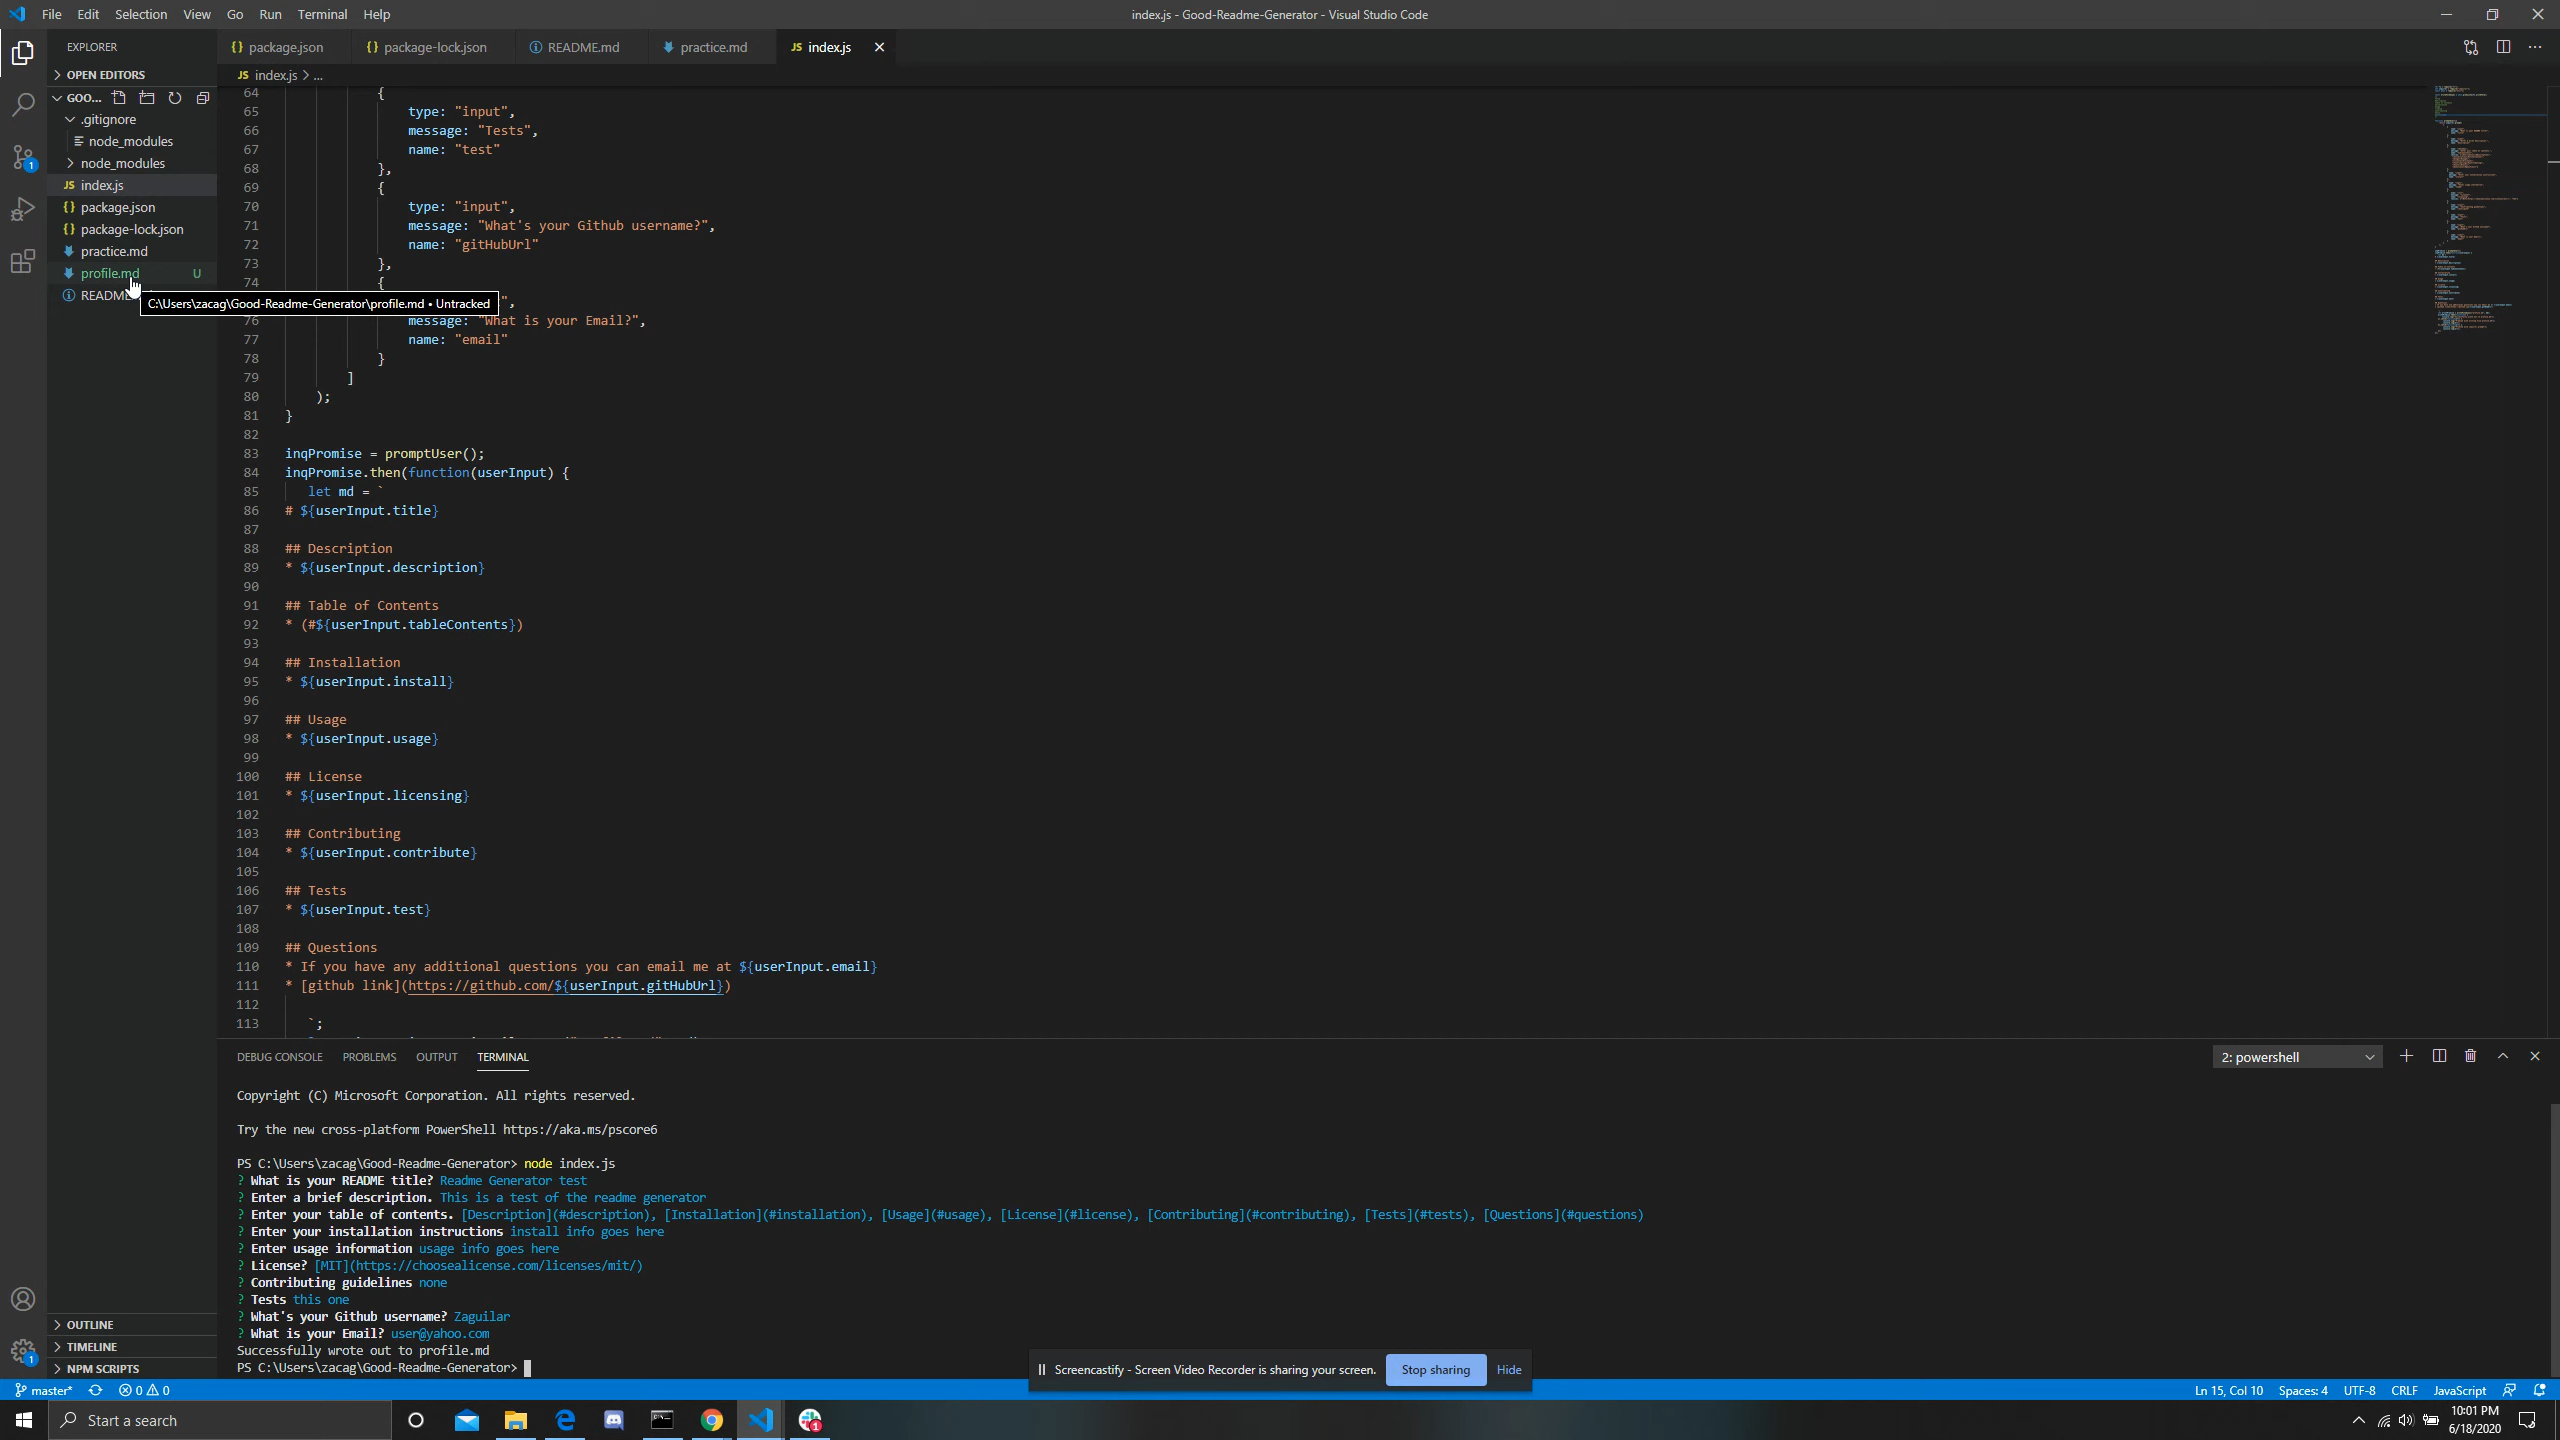 File Edit Selection View Go Run Terminal Help
index.js - Good-Readme-Generator - Visual Studio Code
EXPLORER
package.json package-lock.json README.md practice.md JS index.js
OPEN EDITORS
JS index.js > ...
GOO...
.gitignore
node_modules
node_modules
JS index.js
package.json
package-lock.json
practice.md
profile.md U
README
C:\Users\zacag\Good-Readme-Generator\profile.md • Untracked
64 {
65 type: "input",
66 message: "Tests",
67 name: "test"
68 },
69 {
70 type: "input",
71 message: "What's your Github username?",
72 name: "gitHubUrl"
73 },
74 {
",
76 message: "What is your Email?",
77 name: "email"
78 }
79 ]
80 );
81 }
82
83 inqPromise = promptUser();
84 inqPromise.then(function(userInput) {
85 let md = `
86 # ${userInput.title}
87
88 ## Description
89 * ${userInput.description}
90
91 ## Table of Contents
92 * (#${userInput.tableContents})
93
94 ## Installation
95 * ${userInput.install}
96
97 ## Usage
98 * ${userInput.usage}
99
100 ## License
101 * ${userInput.licensing}
102
103 ## Contributing
104 * ${userInput.contribute}
105
106 ## Tests
107 * ${userInput.test}
108
109 ## Questions
110 * If you have any additional questions you can email me at ${userInput.email}
111 * [github link](https://github.com/${userInput.gitHubUrl})
112
113 `;
DEBUG CONSOLE PROBLEMS OUTPUT TERMINAL
2: powershell
Copyright (C) Microsoft Corporation. All rights reserved.
Try the new cross-platform PowerShell https://aka.ms/pscore6
PS C:\Users\zacag\Good-Readme-Generator> node index.js
? What is your README title? Readme Generator test
? Enter a brief description. This is a test of the readme generator
? Enter your table of contents. [Description](#description), [Installation](#installation), [Usage](#usage), [License](#license), [Contributing](#contributing), [Tests](#tests), [Questions](#questions)
? Enter your installation instructions install info goes here
? Enter usage information usage info goes here
? License? [MIT](https://choosealicense.com/licenses/mit/)
? Contributing guidelines none
? Tests this one
? What's your Github username? Zaguilar
? What is your Email? user@yahoo.com
Successfully wrote out to profile.md
PS C:\Users\zacag\Good-Readme-Generator>
OUTLINE
TIMELINE
NPM SCRIPTS
Screencastify - Screen Video Recorder is sharing your screen. Stop sharing Hide
master* 0 0
Ln 15, Col 10 Spaces: 4 UTF-8 CRLF JavaScript
Start a search
10:01 PM
6/18/2020